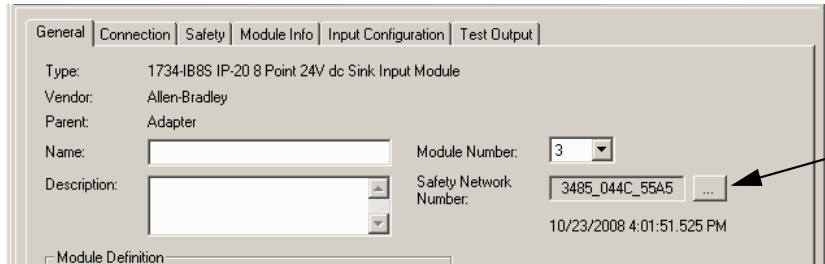 General Connection Safety Module Info Input Configuration Test Output
Type: 1734-IB8S IP-20 8 Point 24V dc Sink Input Module
Vendor: Allen-Bradley
Parent: Adapter
Name: Module Number: 3
Description: Safety Network Number: 3485_044C_55A5 ...
10/23/2008 4:01:51.525 PM
Module Definition